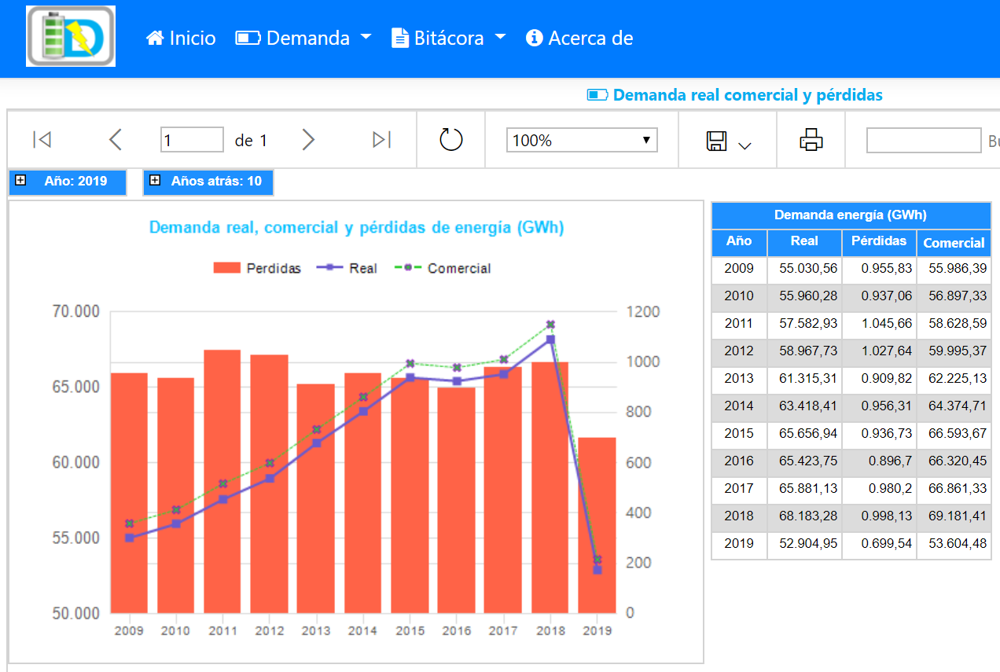 D
Inicio Demanda Bitácora Acerca de
Demanda real comercial y pérdidas
1 de 1 100%
Año: 2019 Años atrás: 10
Demanda real, comercial y pérdidas de energía (GWh)
Perdidas Real Comercial
70.000
65.000
60.000
55.000
50.000
1200
1000
800
600
400
200
0
2009 2010 2011 2012 2013 2014 2015 2016 2017 2018 2019
Demanda energía (GWh)
Año Real Pérdidas Comercial
2009 55.030,56 0.955,83 55.986,39
2010 55.960,28 0.937,06 56.897,33
2011 57.582,93 1.045,66 58.628,59
2012 58.967,73 1.027,64 59.995,37
2013 61.315,31 0.909,82 62.225,13
2014 63.418,41 0.956,31 64.374,71
2015 65.656,94 0.936,73 66.593,67
2016 65.423,75 0.896,7 66.320,45
2017 65.881,13 0.980,2 66.861,33
2018 68.183,28 0.998,13 69.181,41
2019 52.904,95 0.699,54 53.604,48